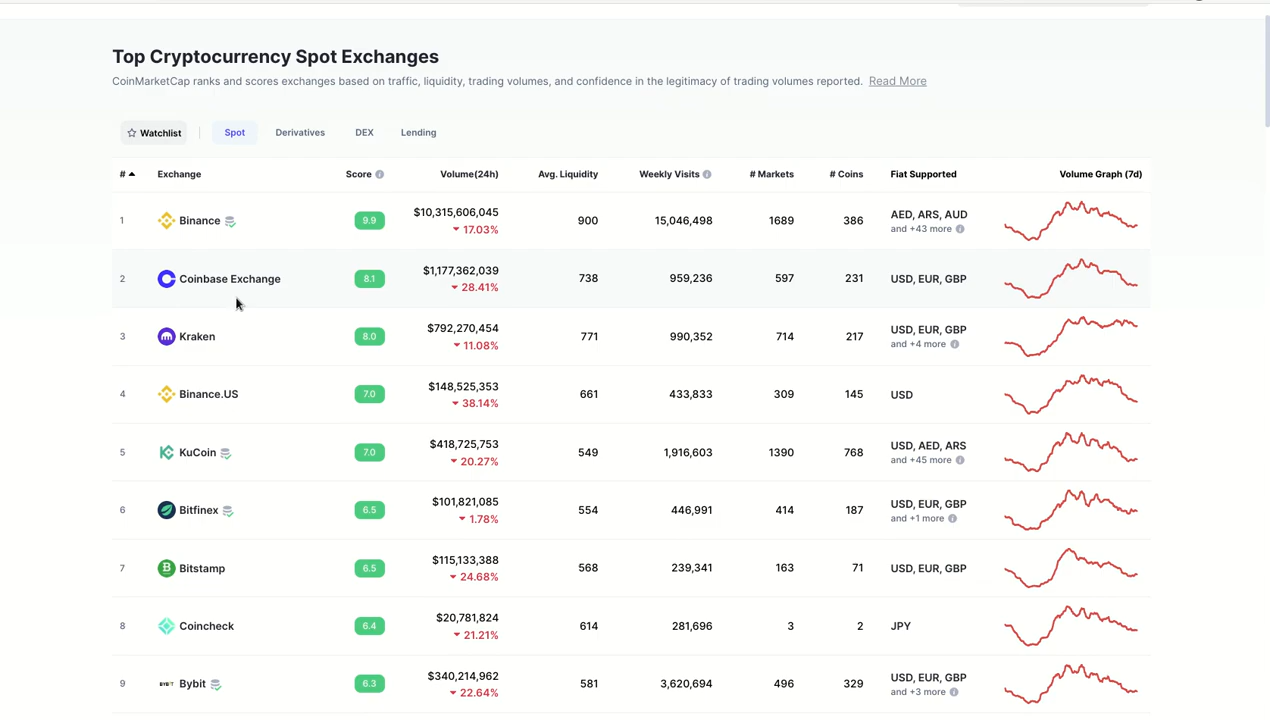 Top Cryptocurrency Spot Exchanges
CoinMarketCap ranks and scores exchanges based on traffic, liquidity, trading volumes, and confidence in the legitimacy of trading volumes reported. Read More
Watchlist Spot Derivatives DEX Lending
# Exchange Score Volume(24h) Avg. Liquidity Weekly Visits # Markets # Coins Fiat Supported Volume Graph (7d)
1 Binance 9.9 $10,315,606,045 900 15,046,498 1689 386 AED, ARS, AUD
17.03% and +43 more
2 Coinbase Exchange 8.1 $1,177,362,039 738 959,236 597 231 USD, EUR, GBP
28.41%
3 Kraken 8.0 $792,270,454 771 990,352 714 217 USD, EUR, GBP
11.08% and +4 more
4 Binance.US 7.0 $148,525,353 661 433,833 309 145 USD
38.14%
5 KuCoin 7.0 $418,725,753 549 1,916,603 1390 768 USD, AED, ARS
20.27% and +45 more
6 Bitfinex 6.5 $101,821,085 554 446,991 414 187 USD, EUR, GBP
1.78% and +1 more
7 Bitstamp 6.5 $115,133,388 568 239,341 163 71 USD, EUR, GBP
24.68%
8 Coincheck 6.4 $20,781,824 614 281,696 3 2 JPY
21.21%
9 BYBIT Bybit 6.3 $340,214,962 581 3,620,694 496 329 USD, EUR, GBP
22.64% and +3 more